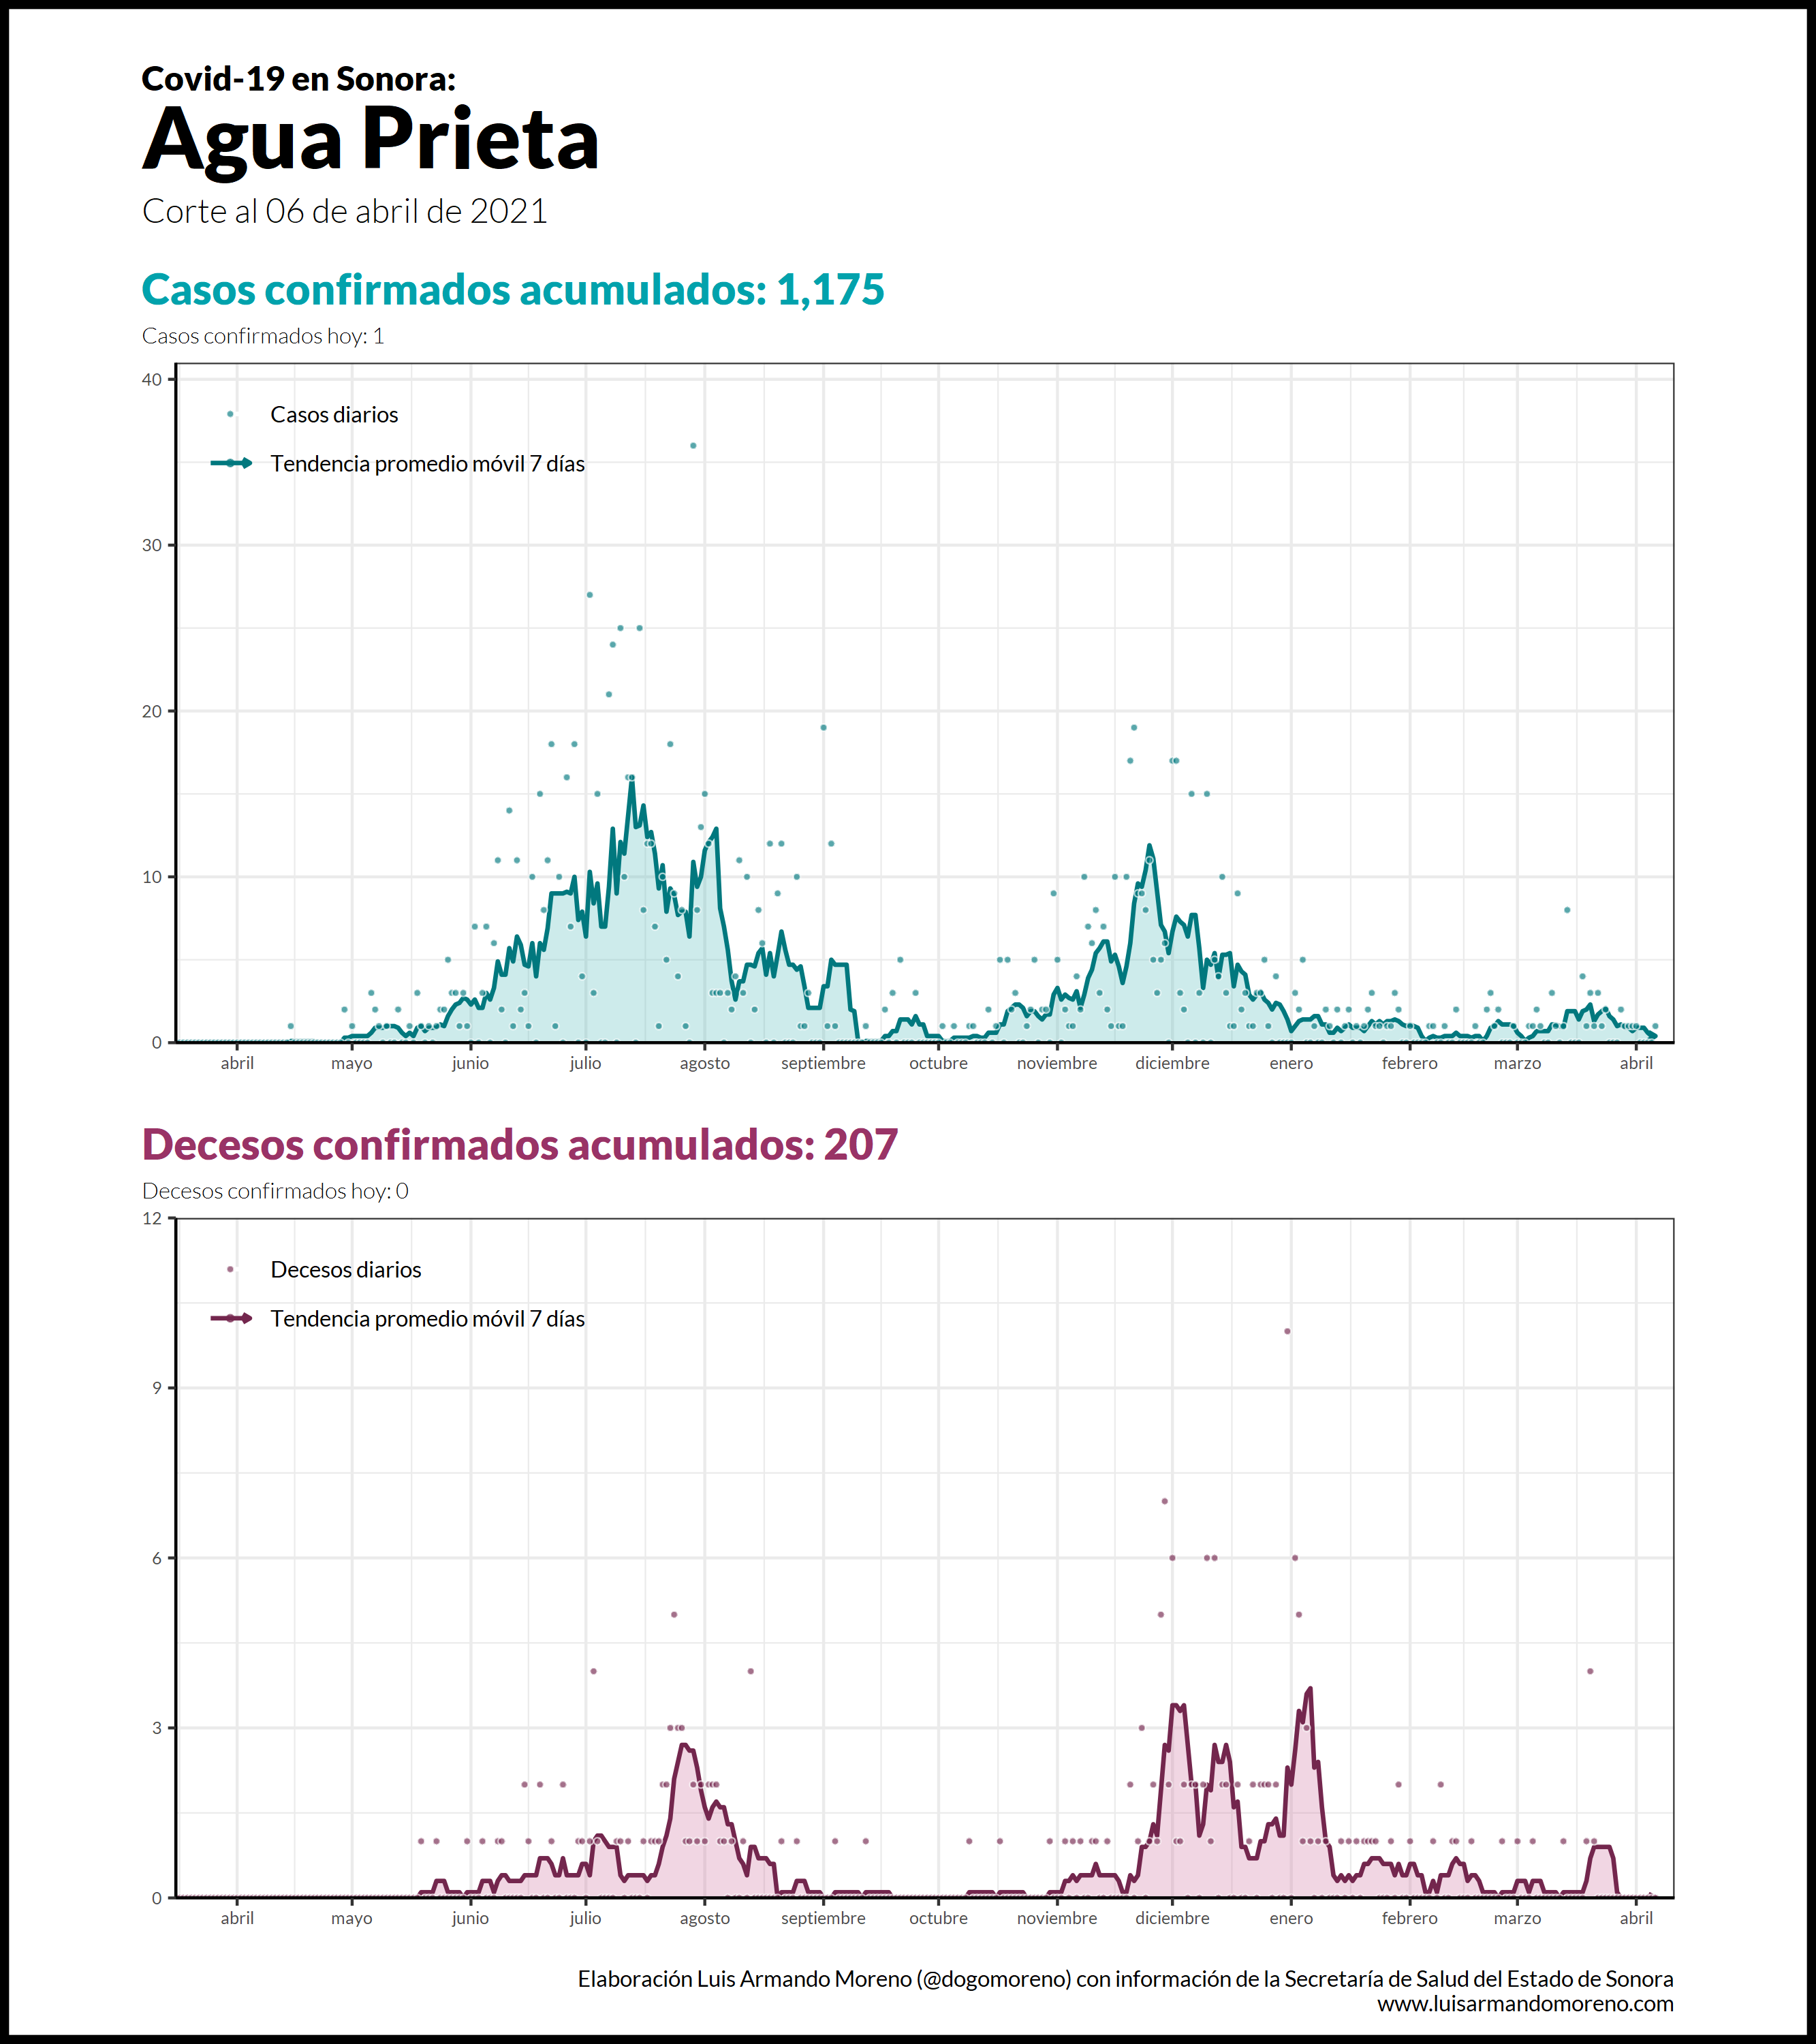 Covid-19 en Sonora:
Agua Prieta
Corte al 06 de abril de 2021
Casos confirmados acumulados: 1,175
Casos confirmados hoy: 1
40
30
20
10
0
Casos diarios
Tendencia promedio móvil 7 días
abril mayo junio julio agosto septiembre octubre noviembre diciembre enero febrero marzo abril
Decesos confirmados acumulados: 207
Decesos confirmados hoy: 0
12
9
6
3
0
Decesos diarios
Tendencia promedio móvil 7 días
abril mayo junio julio agosto septiembre octubre noviembre diciembre enero febrero marzo abril
Elaboración Luis Armando Moreno (@dogomoreno) con información de la Secretaría de Salud del Estado de Sonora
www.luisarmandomoreno.com